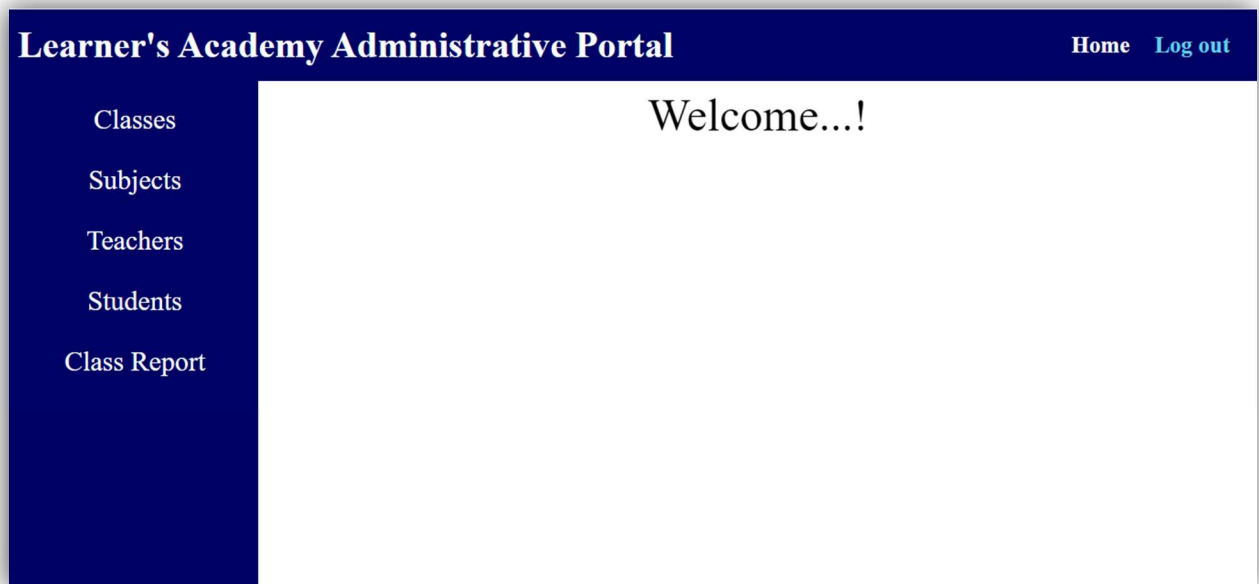 Learner's Academy Administrative Portal
Home Log out
Classes
Subjects
Teachers
Students
Class Report
Welcome...!